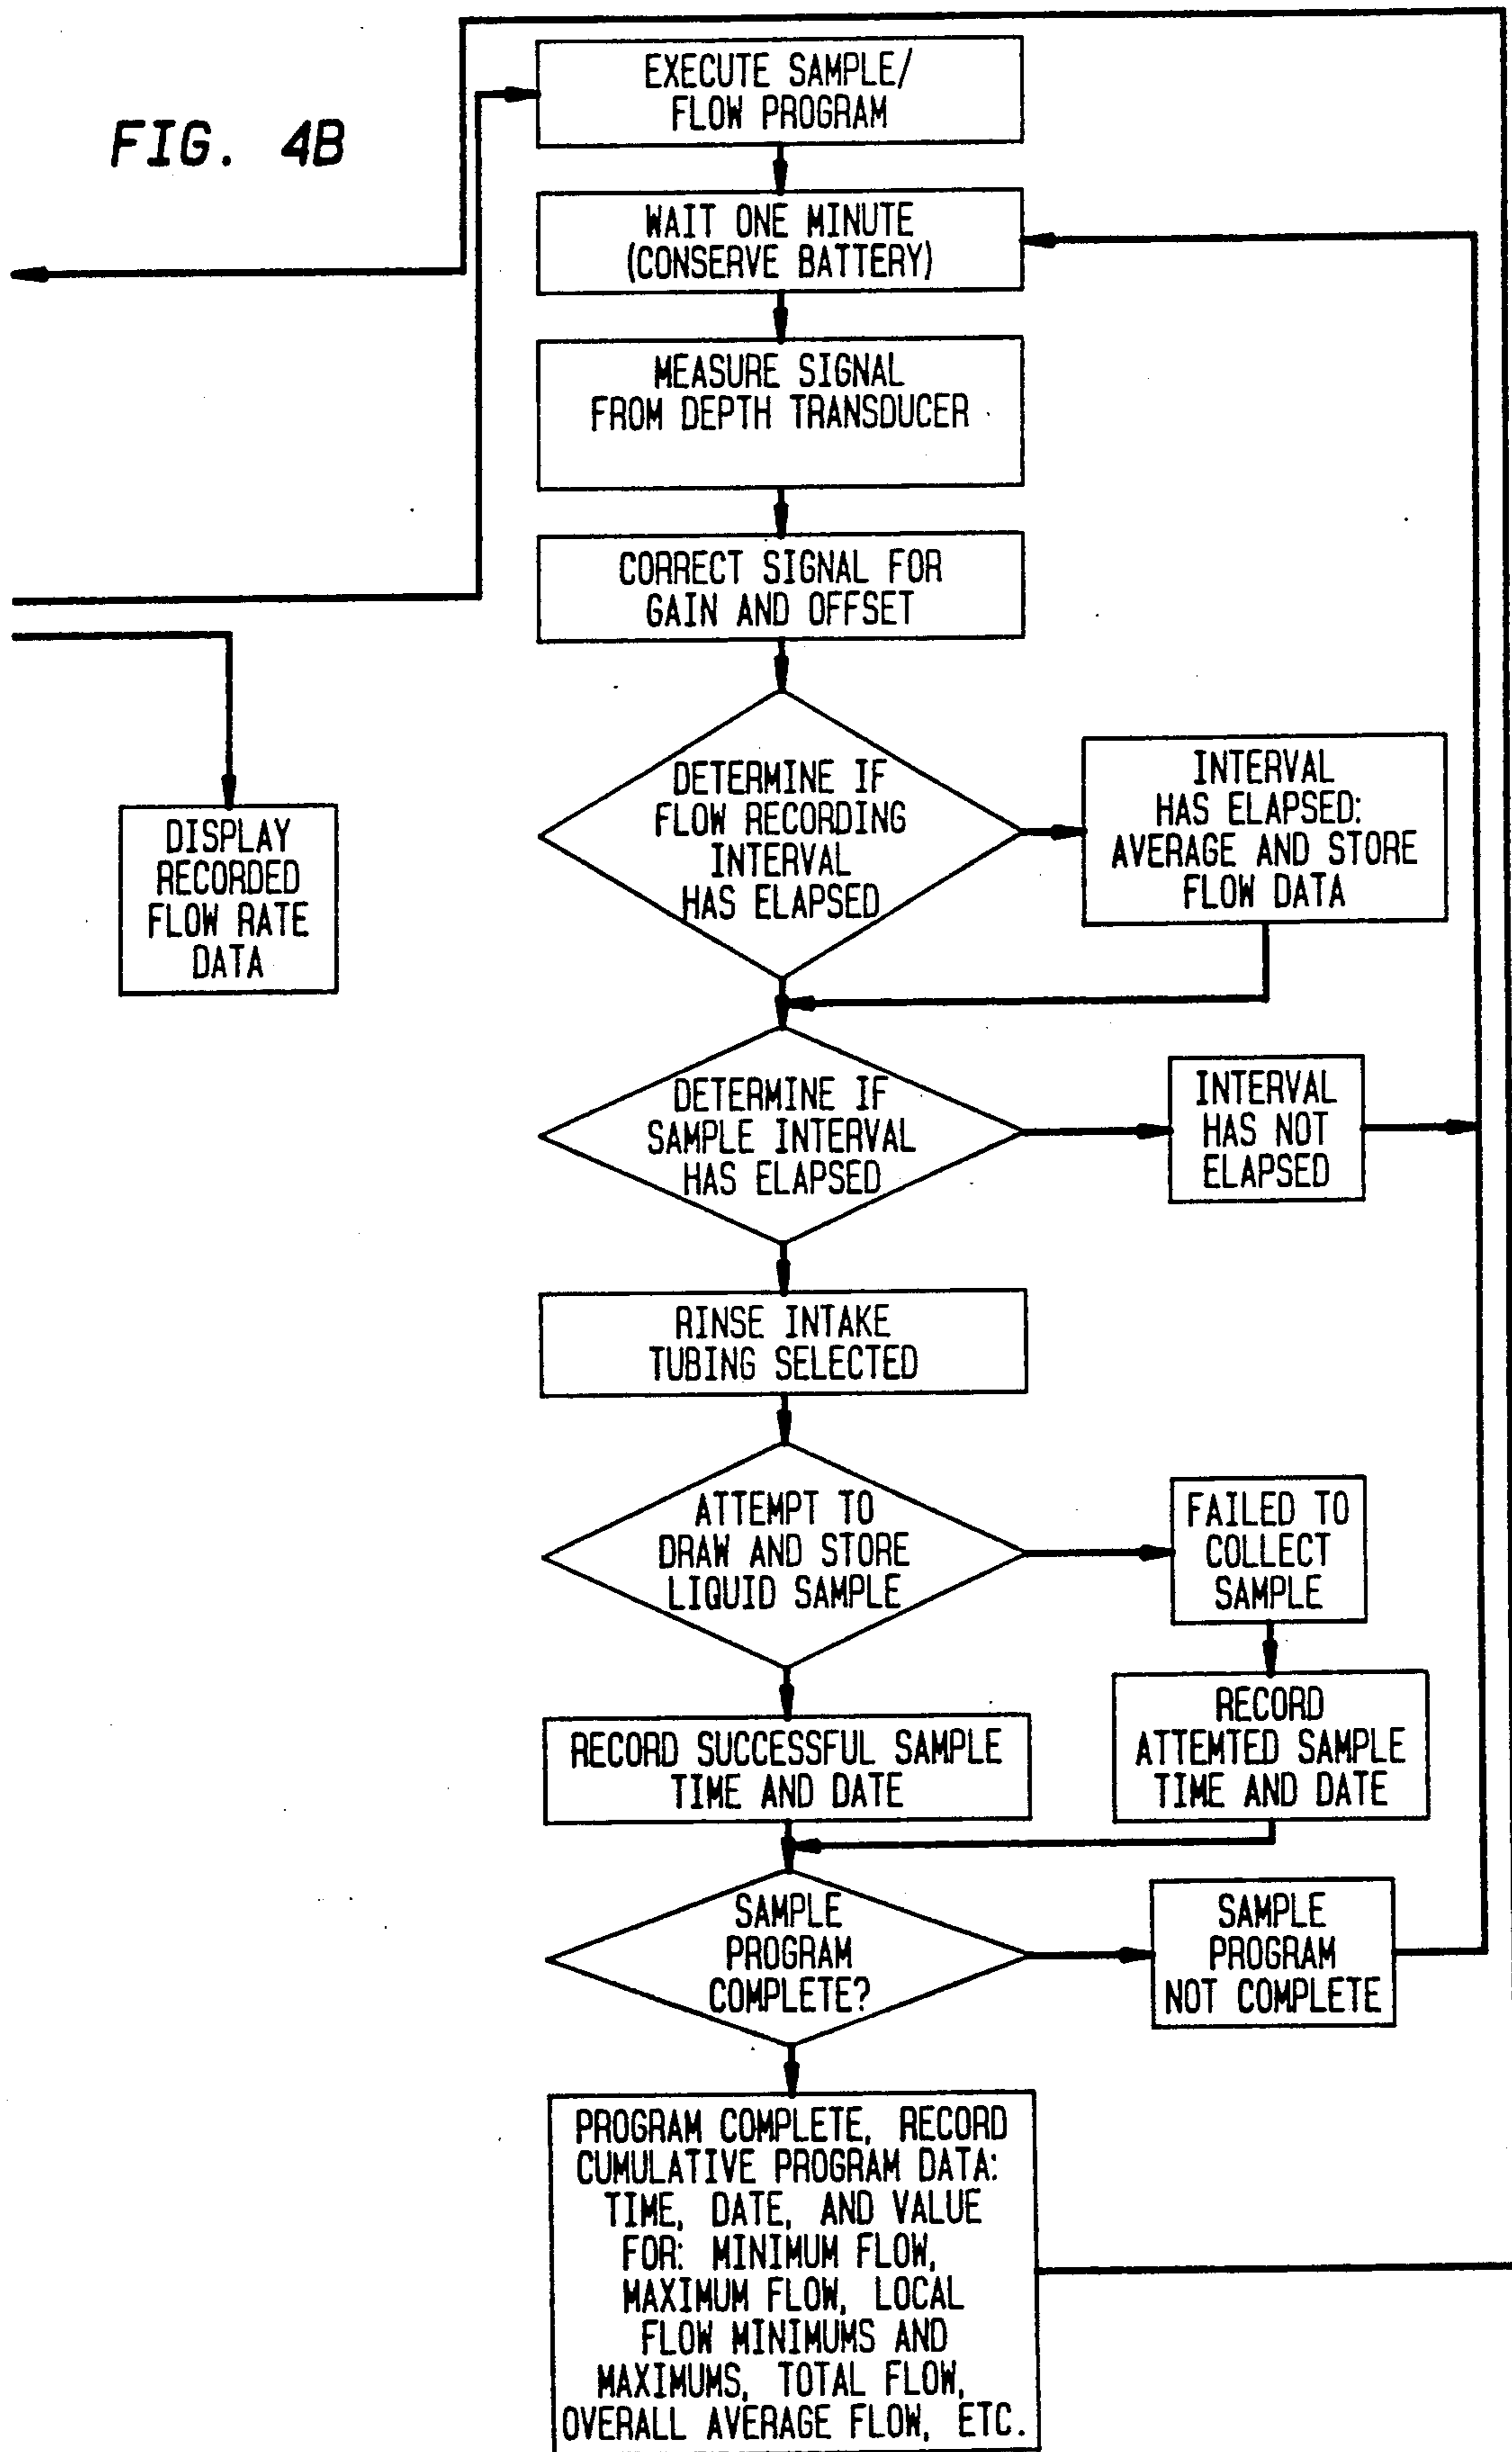 FIG. 4B
EXECUTE SAMPLE/
FLOW PROGRAM
WAIT ONE MINUTE
(CONSERVE BATTERY)
MEASURE SIGNAL
FROM DEPTH TRANSDUCER
CORRECT SIGNAL FOR
GAIN AND OFFSET
DETERMINE IF
FLOW RECORDING
INTERVAL
HAS ELAPSED
INTERVAL
HAS ELAPSED:
AVERAGE AND STORE
FLOW DATA
DISPLAY
RECORDED
FLOW RATE
DATA
DETERMINE IF
SAMPLE INTERVAL
HAS ELAPSED
INTERVAL
HAS NOT
ELAPSED
RINSE INTAKE
TUBING SELECTED
ATTEMPT TO
DRAW AND STORE
LIQUID SAMPLE
FAILED TO
COLLECT
SAMPLE
RECORD SUCCESSFUL SAMPLE
TIME AND DATE
RECORD
ATTEMTED SAMPLE
TIME AND DATE
SAMPLE
PROGRAM
COMPLETE?
SAMPLE
PROGRAM
NOT COMPLETE
PROGRAM COMPLETE, RECORD
CUMULATIVE PROGRAM DATA:
TIME, DATE, AND VALUE
FOR: MINIMUM FLOW,
MAXIMUM FLOW, LOCAL
FLOW MINIMUMS AND
MAXIMUMS, TOTAL FLOW,
OVERALL AVERAGE FLOW, ETC.